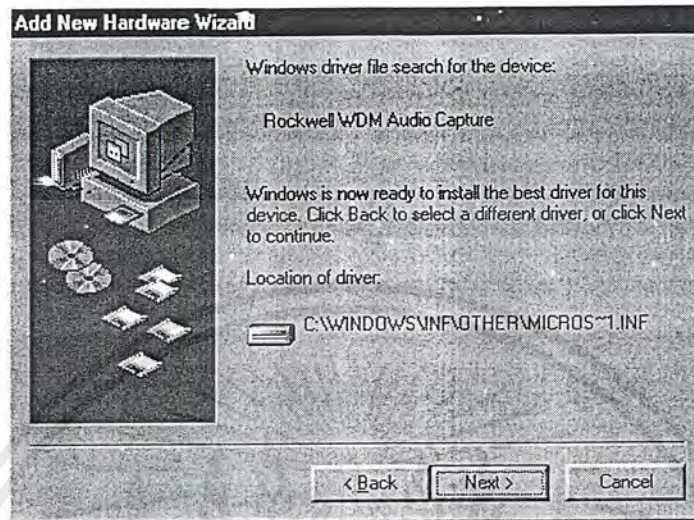 Add New Hardware Wizard
Windows driver file search for the device:
Rockwell WDM Audio Capture
Windows is now ready to install the best driver for this
device. Click Back to select a different driver, or click Next
to continue.
Location of driver:
C:\WINDOWS\INF\OTHER\MICROS~1.INF
< Back
Next >
Cancel